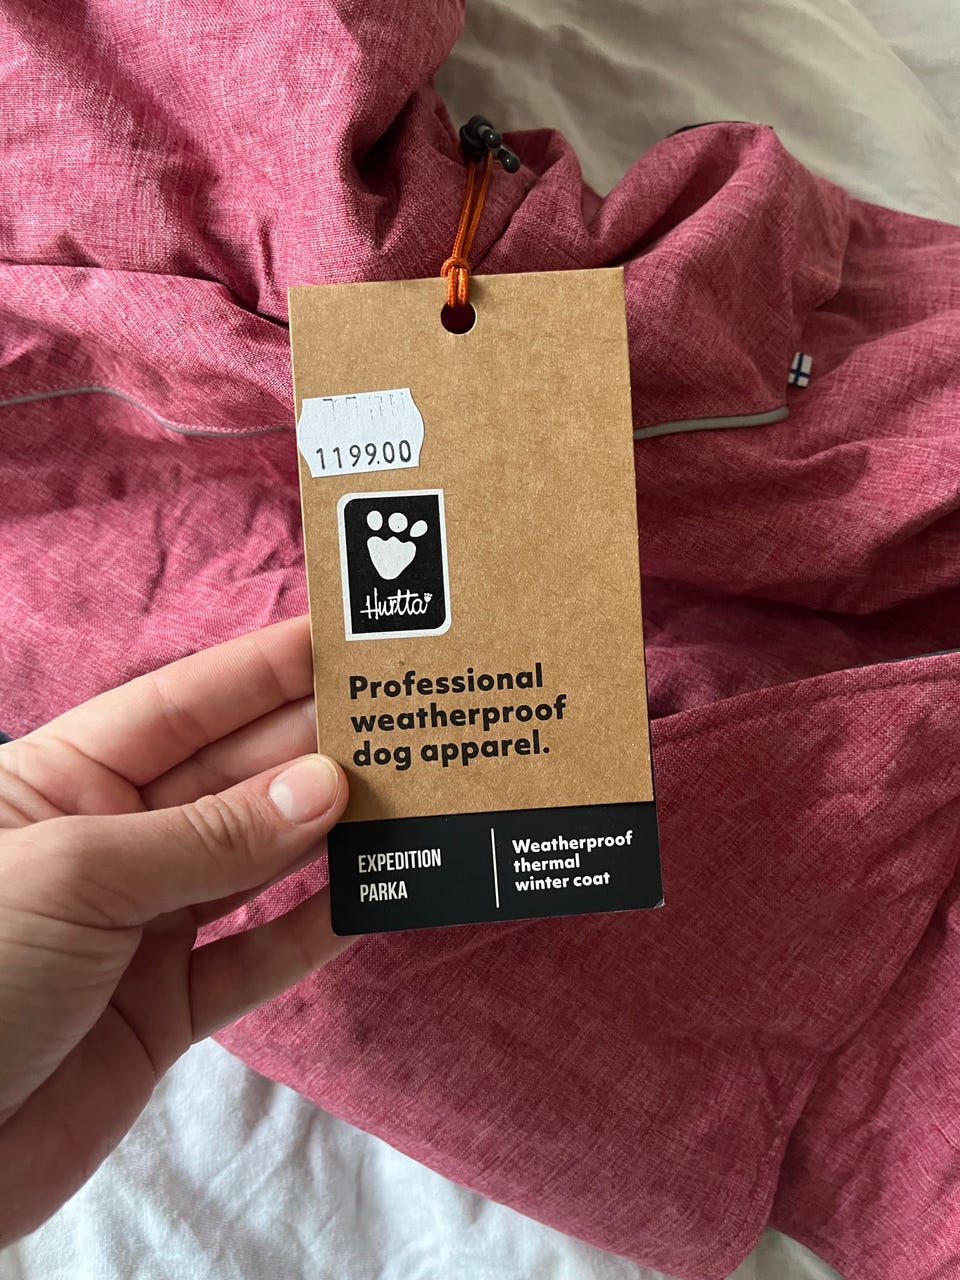 1199.00
Hurtta
Professional
weatherproof
dog apparel.
EXPEDITION
PARKA
Weatherproof
thermal
winter coat